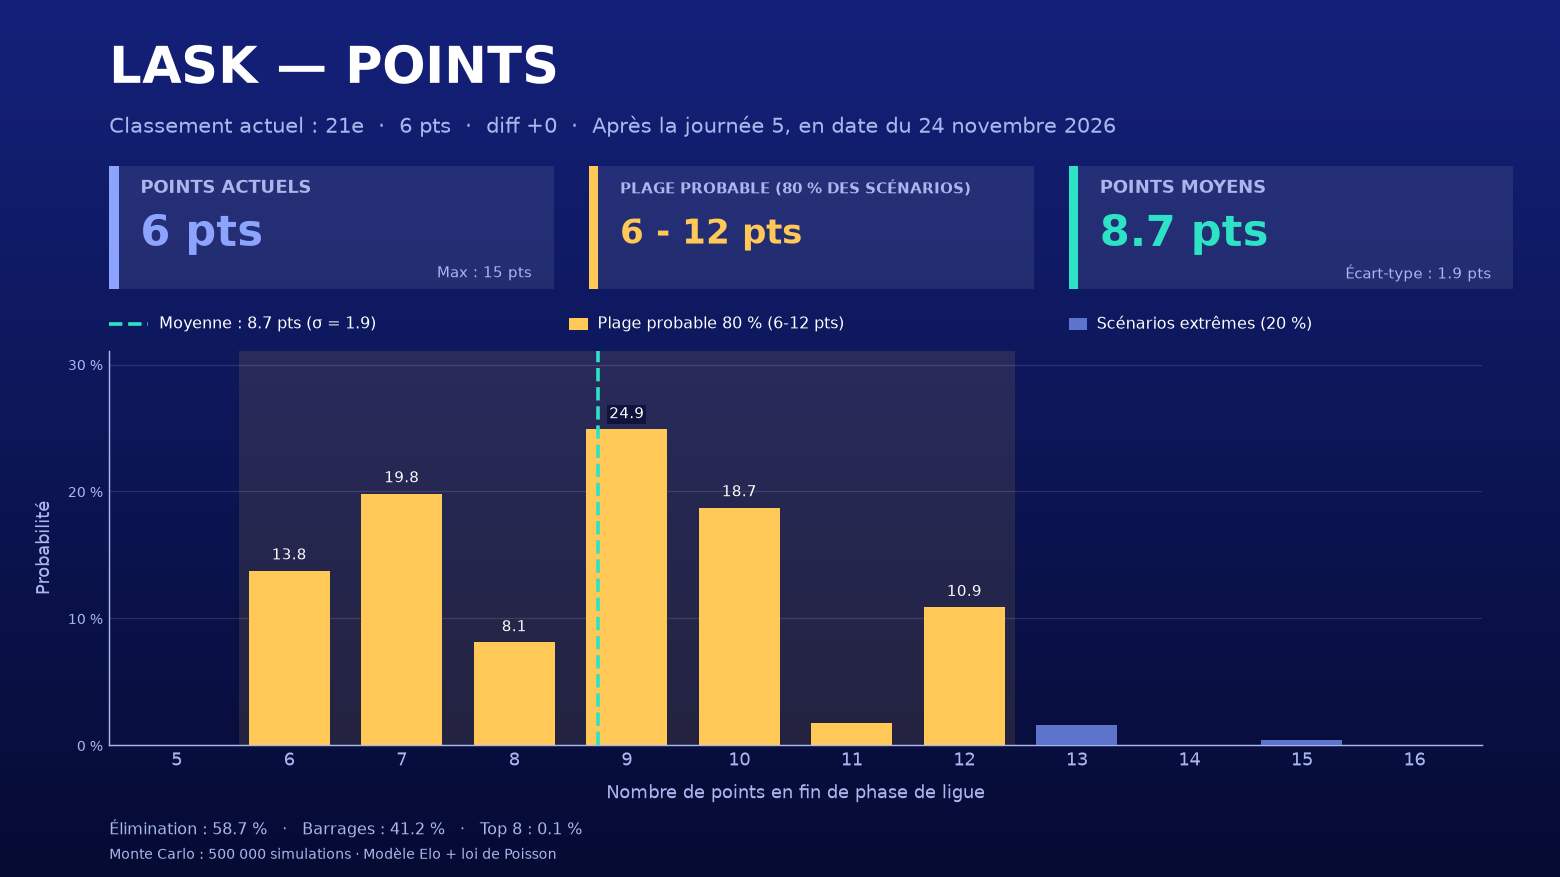 LASK — POINTS
Classement actuel : 21e · 6 pts · diff +0 · Après la journée 5, en date du 24 novembre 2026
POINTS ACTUELS
6 pts
Max : 15 pts
PLAGE PROBABLE (80 % DES SCÉNARIOS)
6 - 12 pts
POINTS MOYENS
8.7 pts
Écart-type : 1.9 pts
Moyenne : 8.7 pts (σ = 1.9)
Plage probable 80 % (6-12 pts)
Scénarios extrêmes (20 %)
Probabilité
30 %
20 %
10 %
0 %
13.8
19.8
8.1
24.9
18.7
10.9
5 6 7 8 9 10 11 12 13 14 15 16
Nombre de points en fin de phase de ligue
Élimination : 58.7 % · Barrages : 41.2 % · Top 8 : 0.1 %
Monte Carlo : 500 000 simulations · Modèle Elo + loi de Poisson